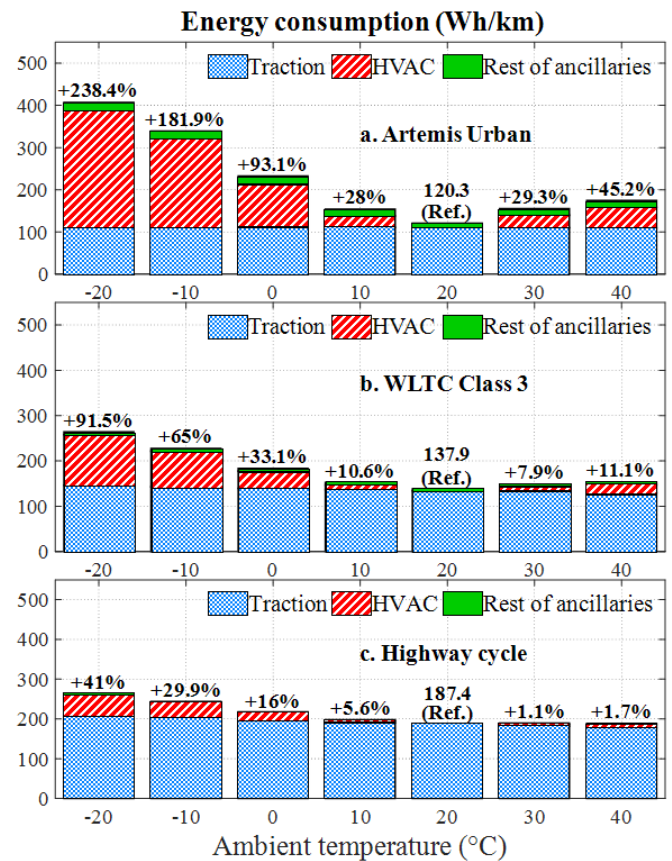 Energy consumption (Wh/km)
500
Traction HVAC Rest of ancillaries
+238.4%
400
+181.9%
a. Artemis Urban
300
+93.1%
200
+28%
120.3
(Ref.)
+29.3%
+45.2%
100
0
-20 -10 0 10 20 30 40
500
Traction HVAC Rest of ancillaries
400
b. WLTC Class 3
300
+91.5%
+65%
200
+33.1%
+10.6%
137.9
(Ref.)
+7.9%
+11.1%
100
0
-20 -10 0 10 20 30 40
500
Traction HVAC Rest of ancillaries
400
c. Highway cycle
300
+41%
+29.9%
+16%
+5.6%
187.4
(Ref.)
+1.1%
+1.7%
200
100
0
-20 -10 0 10 20 30 40
Ambient temperature (°C)